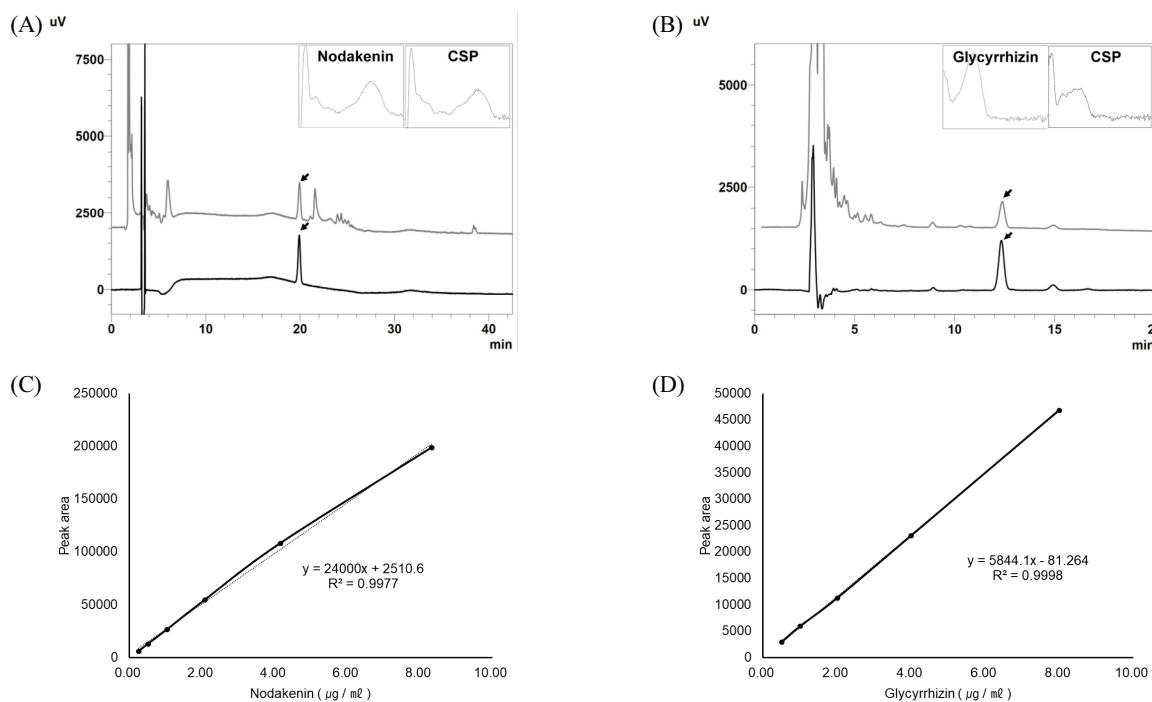 (A) uV
Nodakenin
CSP
7500
5000
2500
0
0 10 20 30 40
min
(B) uV
Glycyrrhizin
CSP
5000
2500
0
0 5 10 15 2
min
(C)
250000
200000
150000
100000
50000
0
Peak area
y = 24000x + 2510.6
R² = 0.9977
0.00 2.00 4.00 6.00 8.00 10.00
Nodakenin ( ㎍ / ㎖ )
(D)
50000
45000
40000
35000
30000
25000
20000
15000
10000
5000
0
Peak area
y = 5844.1x - 81.264
R² = 0.9998
0.00 2.00 4.00 6.00 8.00 10.00
Glycyrrhizin ( ㎍ / ㎖ )